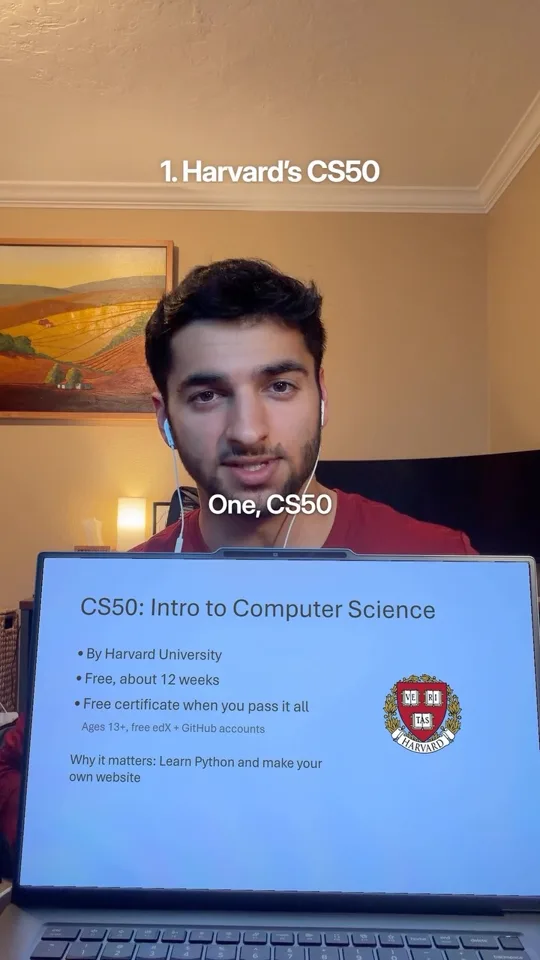 1. Harvard's CS50
One, CS50
CS50: Intro to Computer Science
• By Harvard University
• Free, about 12 weeks
• Free certificate when you pass it all
Ages 13+, free edX + GitHub accounts
Why it matters: Learn Python and make your
own website
VE RI
TAS
HARVARD